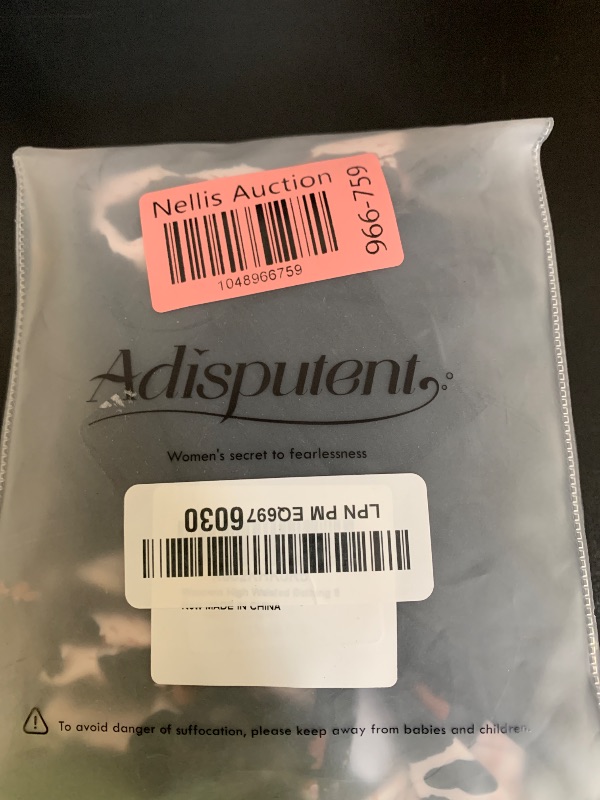 Nellis Auction
966-759
1048966759
Adisputent
Women's secret to fearlessness
LPN PM EQ6976030
MADE IN CHINA
To avoid danger of suffocation, please keep away from babies and children.